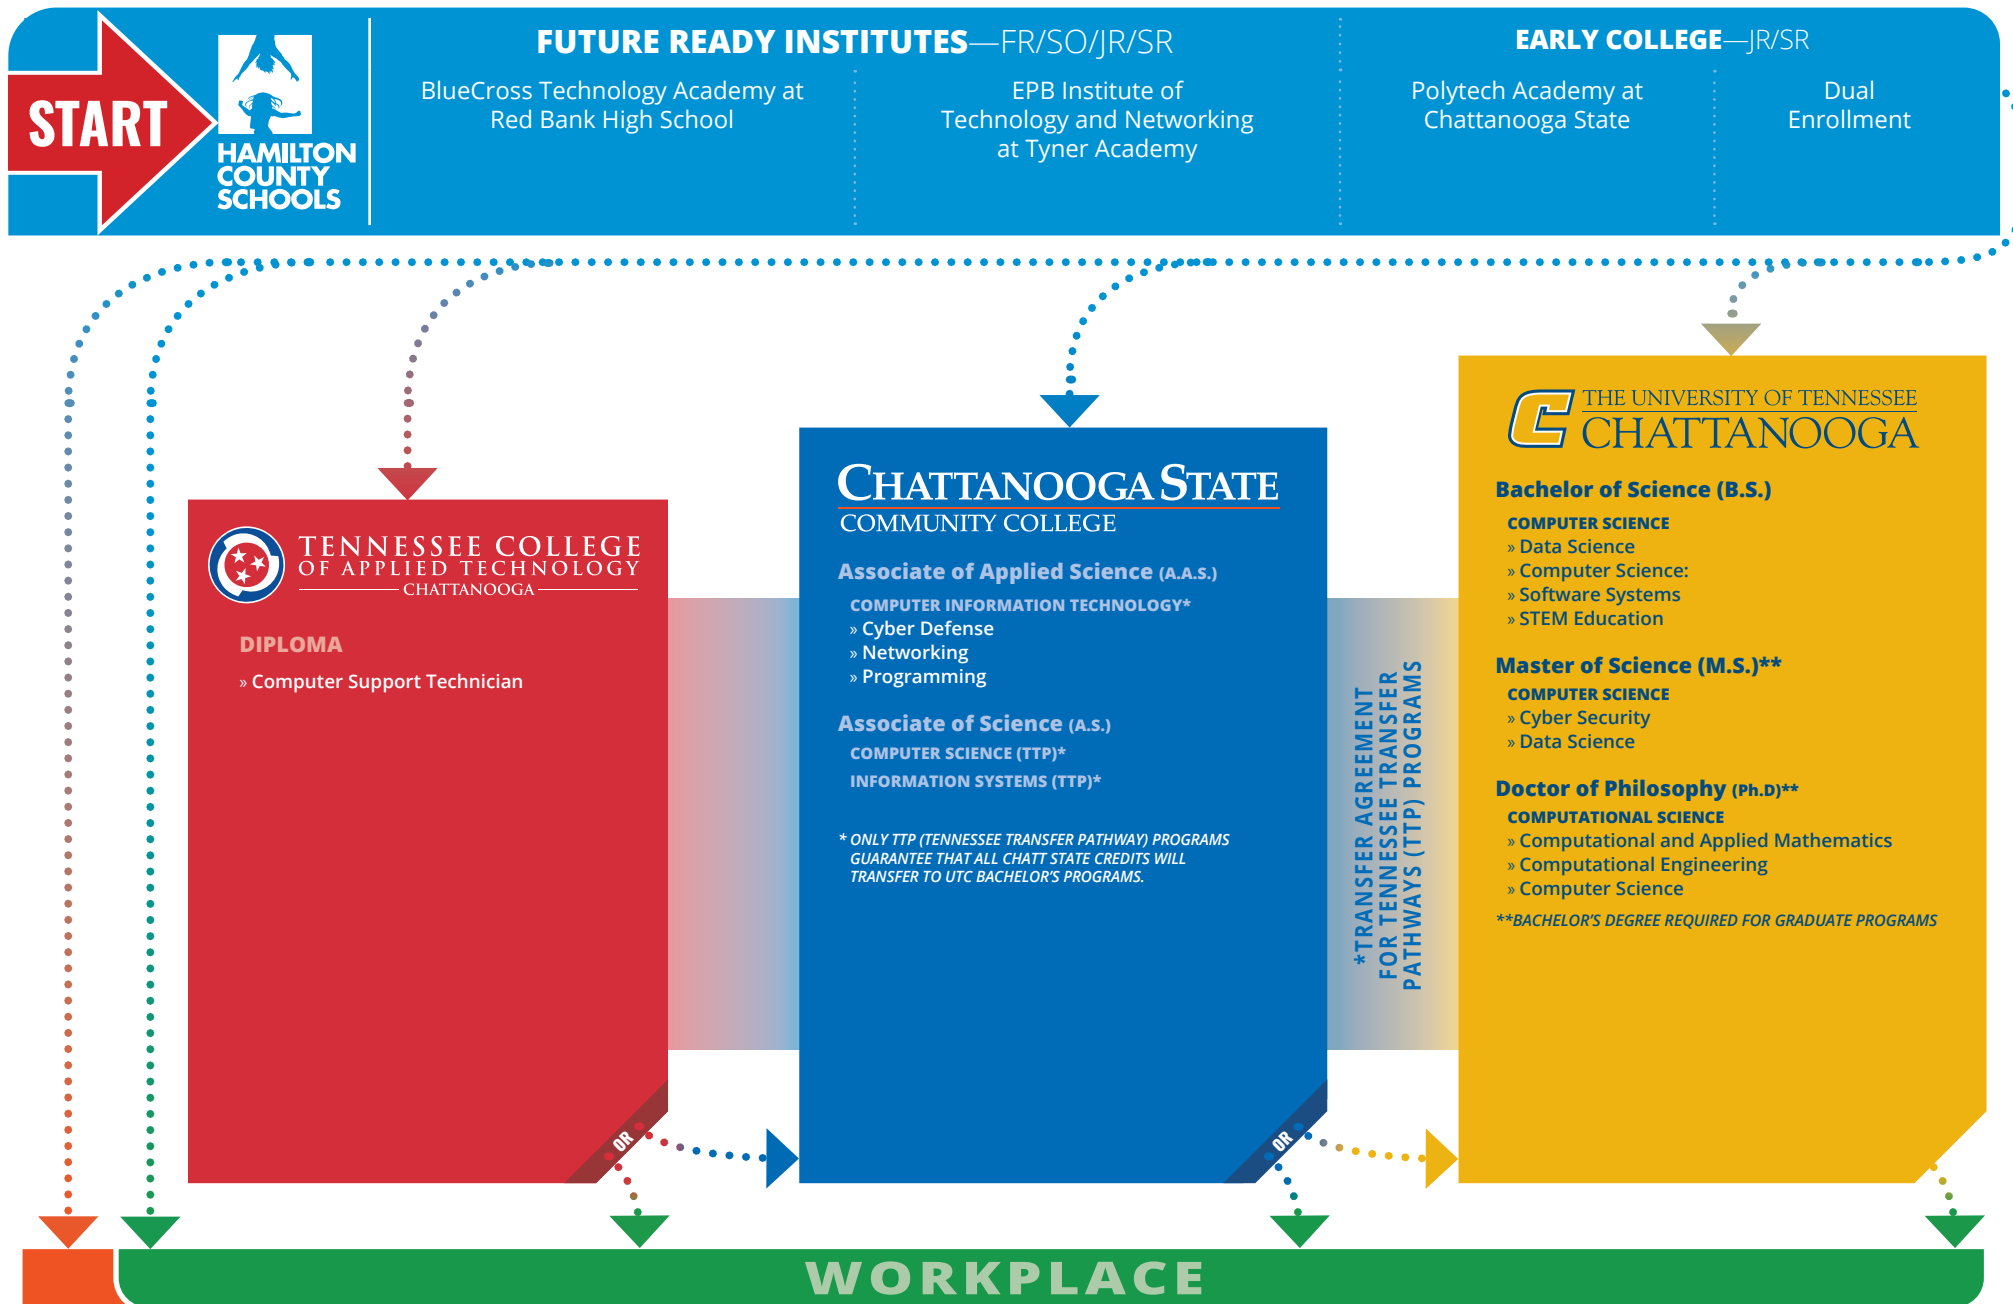 START
HAMILTON
COUNTY
SCHOOLS
FUTURE READY INSTITUTES—FR/SO/JR/SR
BlueCross Technology Academy at
Red Bank High School
EPB Institute of
Technology and Networking
at Tyner Academy
EARLY COLLEGE—JR/SR
Polytech Academy at
Chattanooga State
Dual
Enrollment
TENNESSEE COLLEGE
OF APPLIED TECHNOLOGY
CHATTANOOGA
DIPLOMA
» Computer Support Technician
OR
CHATTANOOGA STATE
COMMUNITY COLLEGE
Associate of Applied Science (A.A.S.)
COMPUTER INFORMATION TECHNOLOGY*
» Cyber Defense
» Networking
» Programming
Associate of Science (A.S.)
COMPUTER SCIENCE (TTP)*
INFORMATION SYSTEMS (TTP)*
* ONLY TTP (TENNESSEE TRANSFER PATHWAY) PROGRAMS
GUARANTEE THAT ALL CHATT STATE CREDITS WILL
TRANSFER TO UTC BACHELOR'S PROGRAMS.
OR
*TRANSFER AGREEMENT
FOR TENNESSEE TRANSFER
PATHWAYS (TTP) PROGRAMS
C
THE UNIVERSITY OF TENNESSEE
CHATTANOOGA
Bachelor of Science (B.S.)
COMPUTER SCIENCE
» Data Science
» Computer Science:
» Software Systems
» STEM Education
Master of Science (M.S.)**
COMPUTER SCIENCE
» Cyber Security
» Data Science
Doctor of Philosophy (Ph.D)**
COMPUTATIONAL SCIENCE
» Computational and Applied Mathematics
» Computational Engineering
» Computer Science
**BACHELOR'S DEGREE REQUIRED FOR GRADUATE PROGRAMS
WORKPLACE